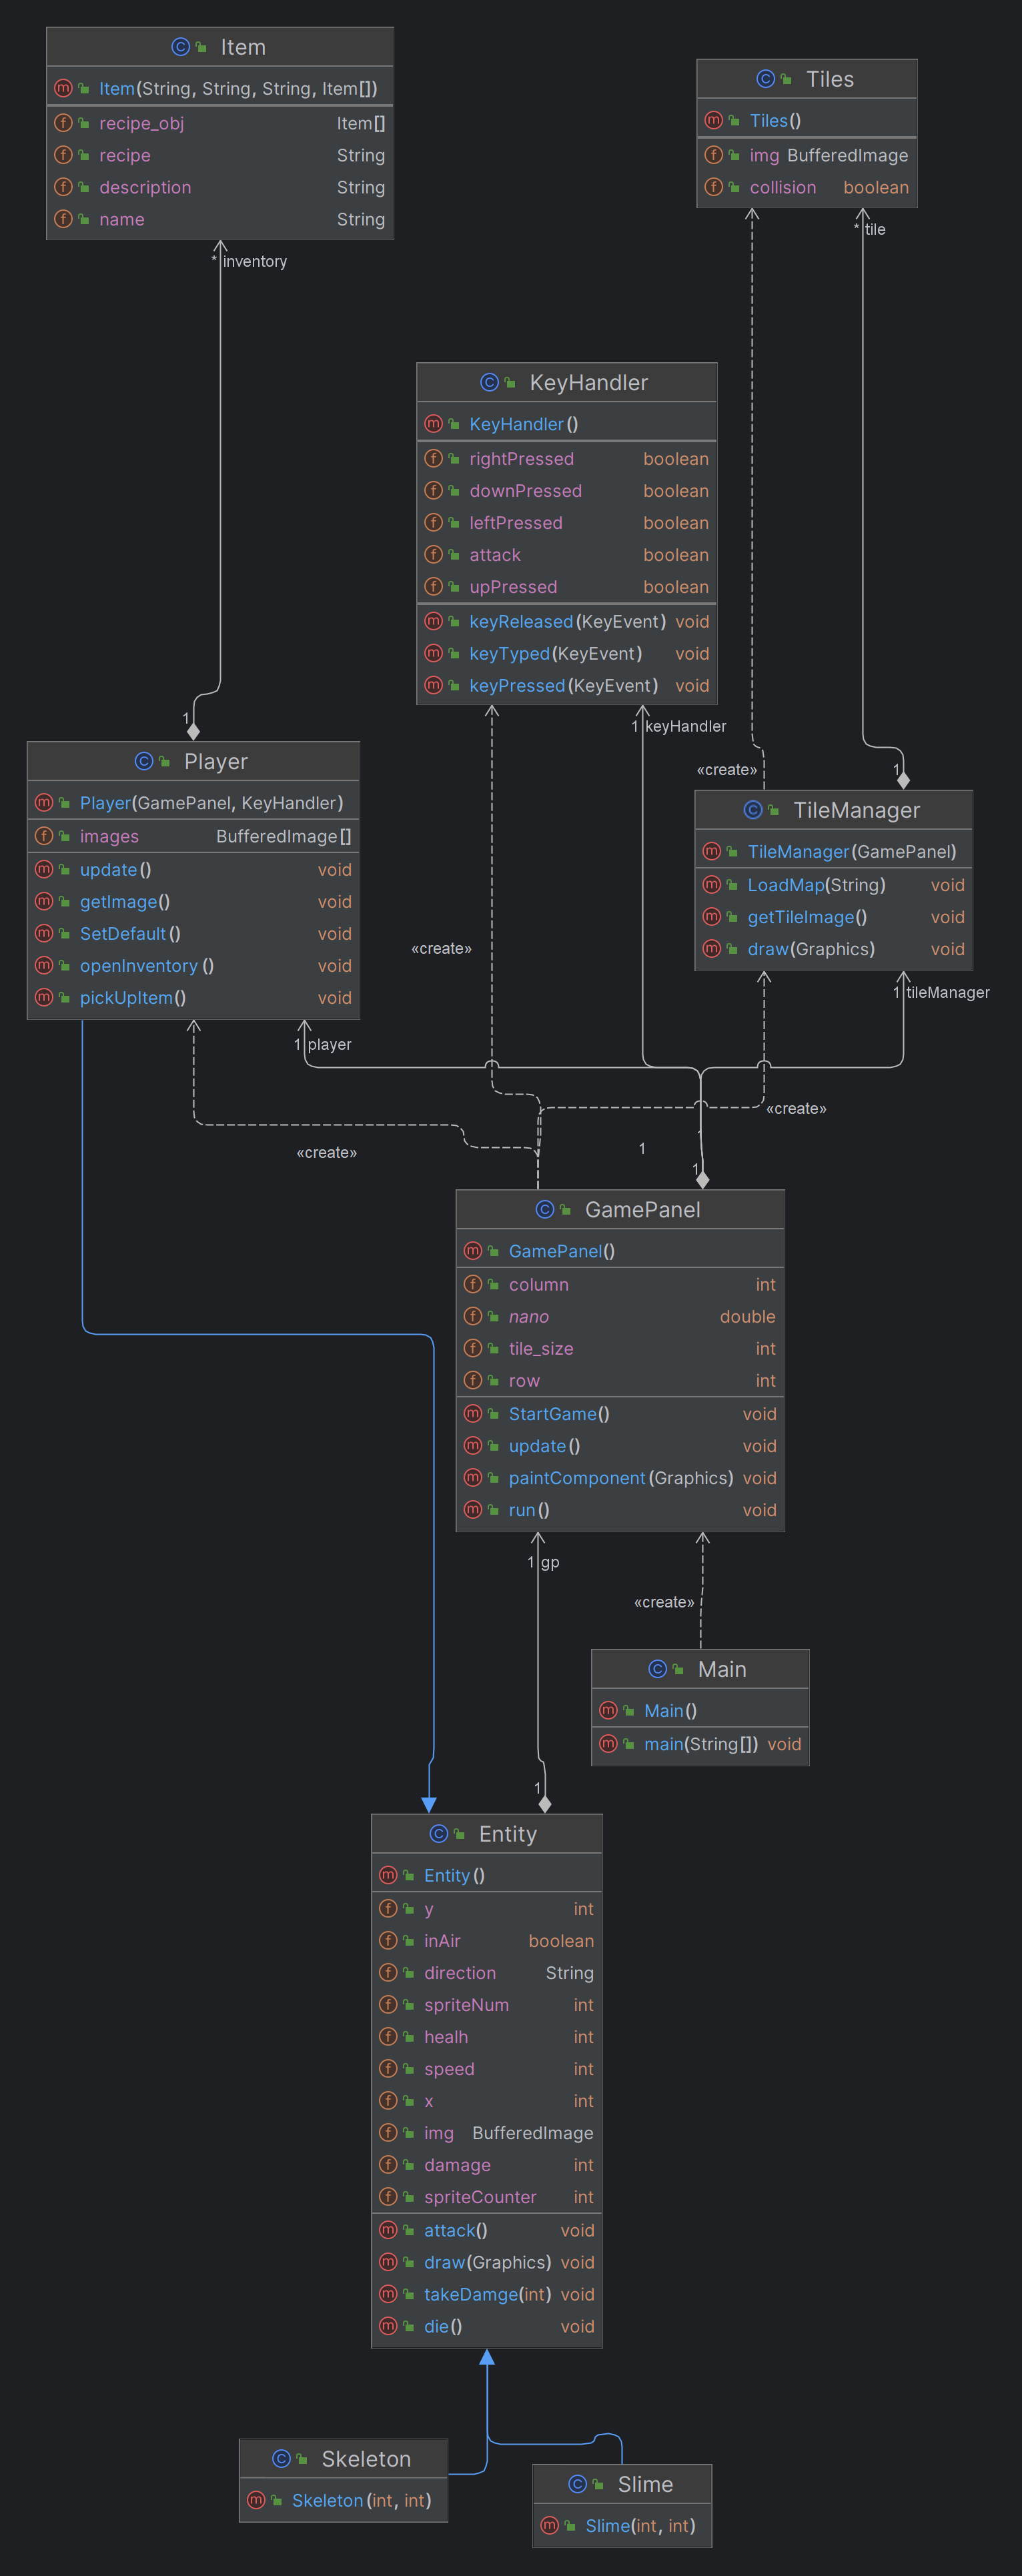 Item
Item(String, String, String, Item[])
recipe_obj Item[]
recipe String
description String
name String
* inventory
Tiles
Tiles()
img BufferedImage
collision boolean
* tile
KeyHandler
KeyHandler()
rightPressed boolean
downPressed boolean
leftPressed boolean
attack boolean
upPressed boolean
keyReleased(KeyEvent) void
keyTyped(KeyEvent) void
keyPressed(KeyEvent) void
1 keyHandler
1
Player
Player(GamePanel, KeyHandler)
images BufferedImage[]
update() void
getImage() void
SetDefault() void
openInventory() void
pickUpItem() void
«create»
1
TileManager
TileManager(GamePanel)
LoadMap(String) void
getTileImage() void
draw(Graphics) void
«create»
1 tileManager
1 player
«create»
«create»
1
1
1
GamePanel
GamePanel()
column int
nano double
tile_size int
row int
StartGame() void
update() void
paintComponent(Graphics) void
run() void
1 gp
«create»
Main
Main()
main(String[]) void
1
Entity
Entity()
y int
inAir boolean
direction String
spriteNum int
healh int
speed int
x int
img BufferedImage
damage int
spriteCounter int
attack() void
draw(Graphics) void
takeDamge(int) void
die() void
Skeleton
Skeleton(int, int)
Slime
Slime(int, int)